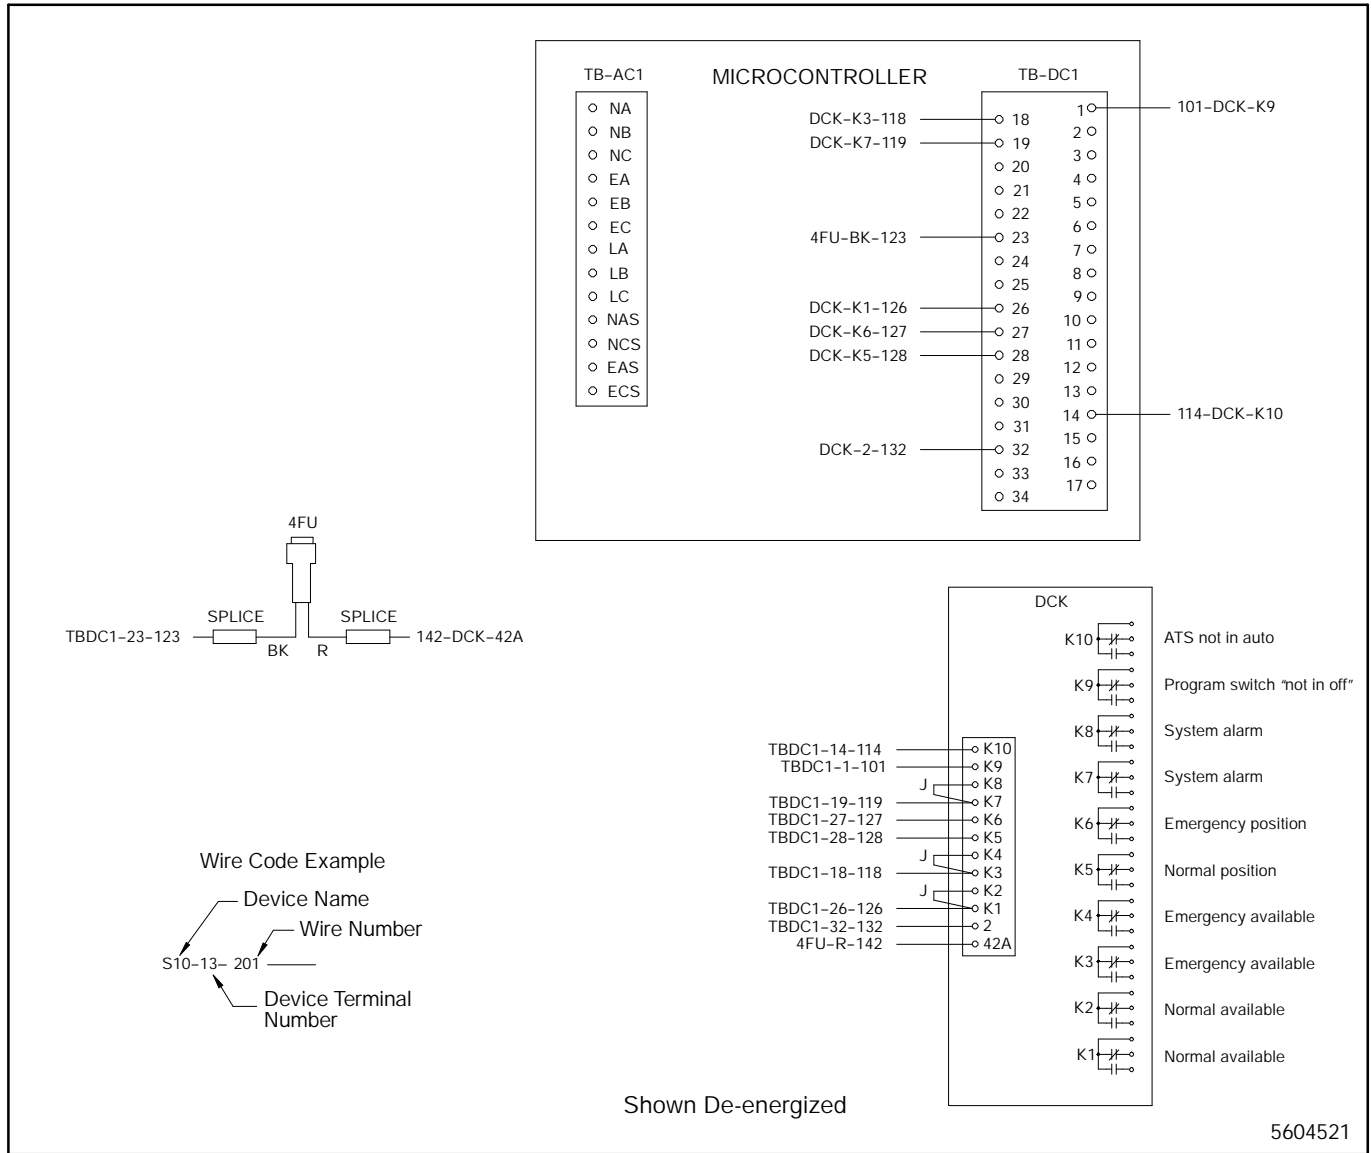 TB-AC1
MICROCONTROLLER
TB-DC1
NA
NB
NC
EA
EB
EC
LA
LB
LC
NAS
NCS
EAS
ECS
DCK-K3-118
DCK-K7-119
4FU-BK-123
DCK-K1-126
DCK-K6-127
DCK-K5-128
DCK-2-132
18
19
20
21
22
23
24
25
26
27
28
29
30
31
32
33
34
1
2
3
4
5
6
7
8
9
10
11
12
13
14
15
16
17
101-DCK-K9
114-DCK-K10
4FU
SPLICE
SPLICE
TBDC1-23-123
142-DCK-42A
BK
R
DCK
K10 ATS not in auto
K9 Program switch "not in off"
K8 System alarm
K7 System alarm
K6 Emergency position
K5 Normal position
K4 Emergency available
K3 Emergency available
K2 Normal available
K1 Normal available
TBDC1-14-114 K10
TBDC1-1-101 K9
J K8
TBDC1-19-119 K7
TBDC1-27-127 K6
TBDC1-28-128 K5
J K4
TBDC1-18-118 K3
J K2
TBDC1-26-126 K1
TBDC1-32-132 2
4FU-R-142 42A
Wire Code Example
Device Name
Wire Number
S10-13- 201
Device Terminal
Number
Shown De-energized
5604521